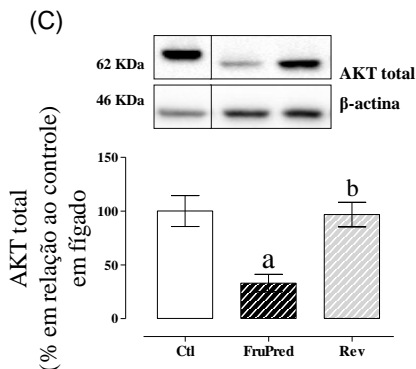 (C)
62 KDa
AKT total
46 KDa
β-actina
AKT total
(% em relação ao controle)
em fígado
150
100
50
0
a
b
Ctl
FruPred
Rev